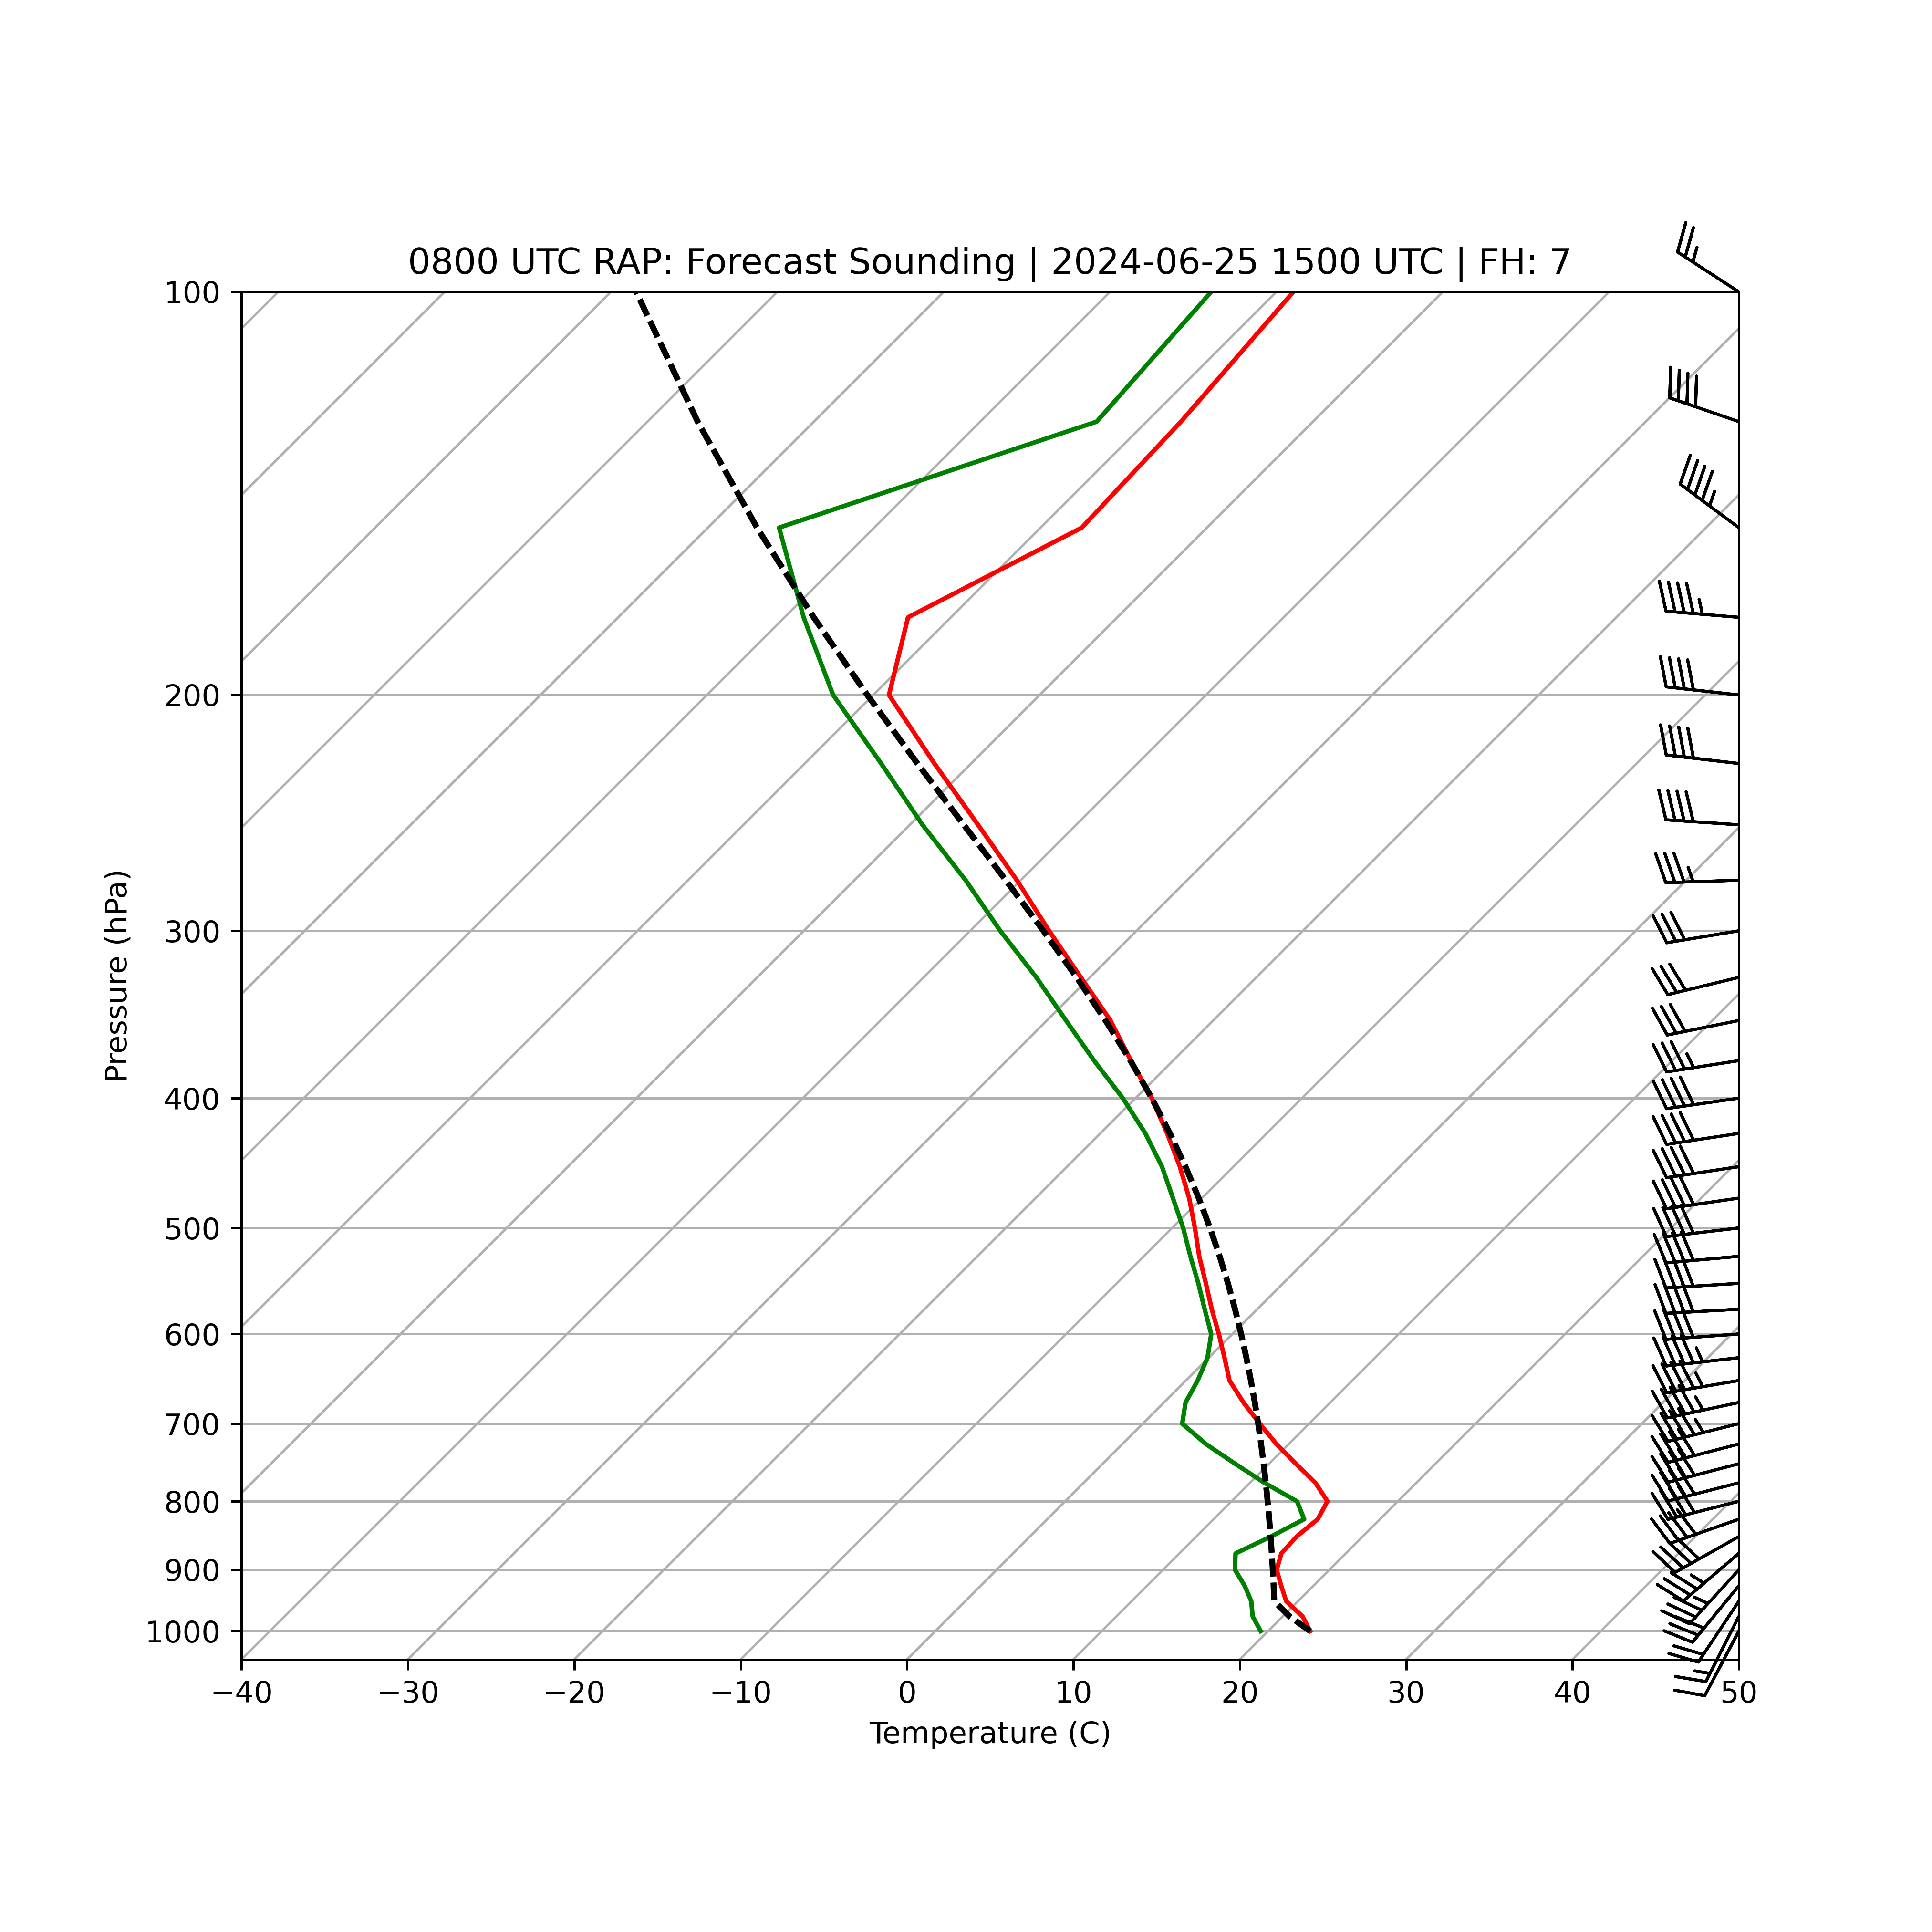 0800 UTC RAP: Forecast Sounding | 2024-06-25 1500 UTC | FH: 7
100
200
300
400
500
600
700
800
900
1000
Pressure (hPa)
−40 −30 −20 −10 0 10 20 30 40 50
Temperature (C)